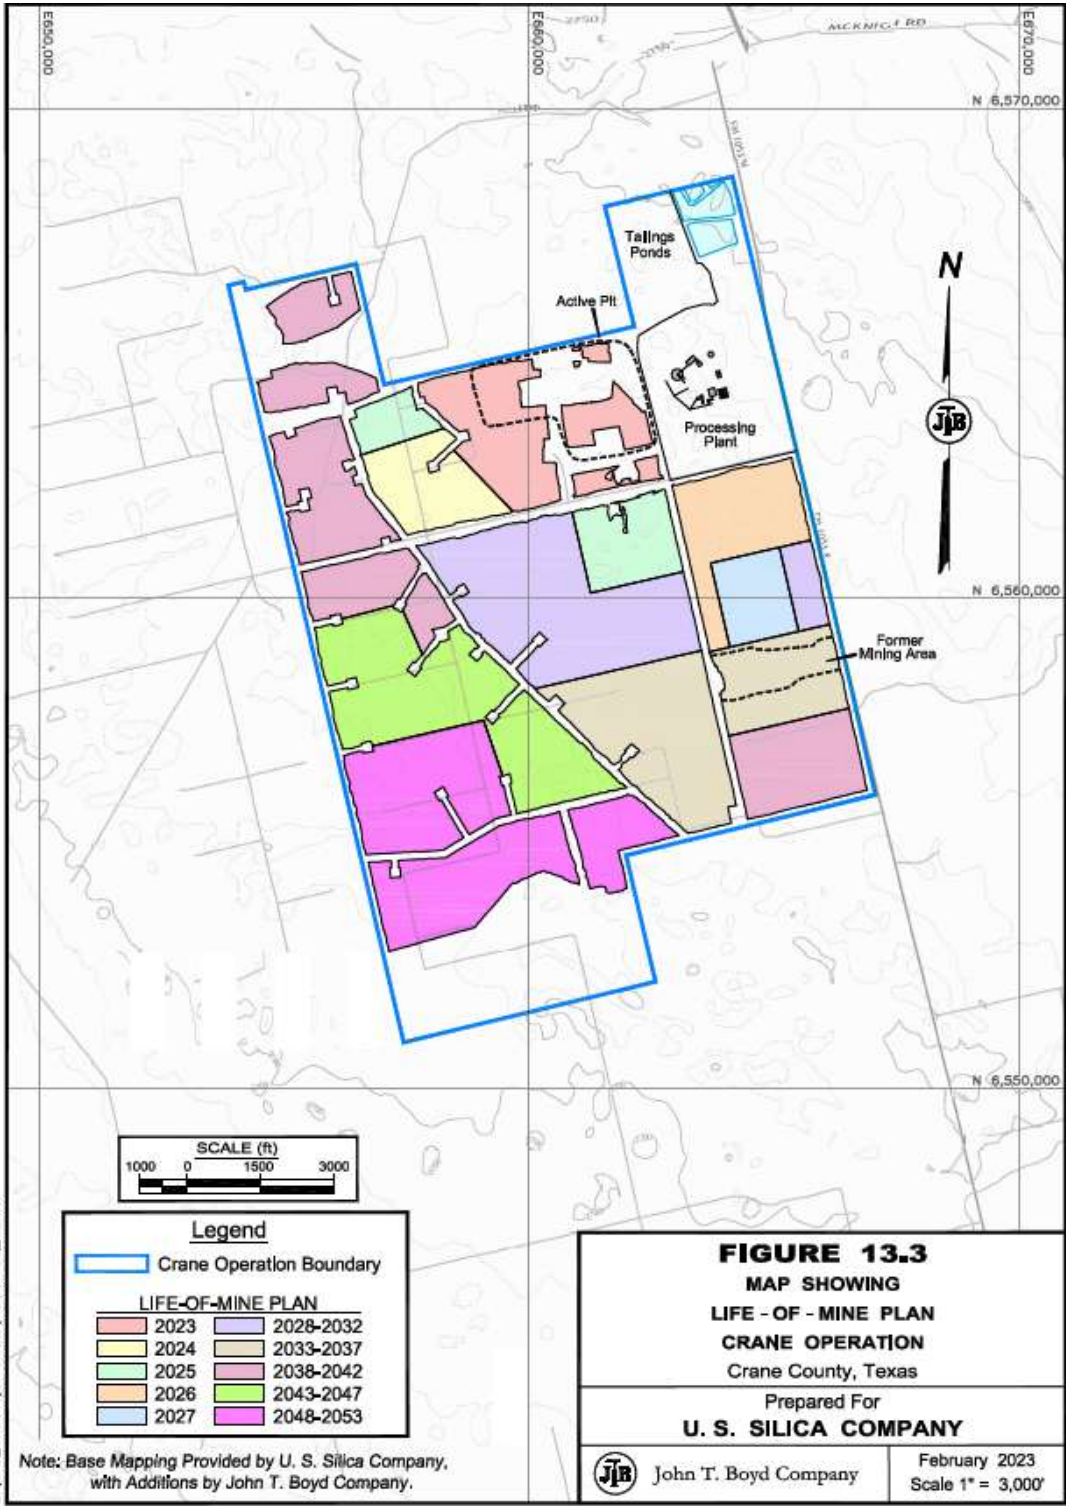 E650,000
E660,000
E670,000
2750
2750
MCKNIGHT RD
N 6,570,000
FM 1053 N
Tailings
Ponds
N
Active Pit
JTB
Processing
Plant
N 6,560,000
Former
Mining Area
N 6,550,000
SCALE (ft)
1000 0 1500 3000
Legend
Crane Operation Boundary
LIFE-OF-MINE PLAN
2023 2028-2032
2024 2033-2037
2025 2038-2042
2026 2043-2047
2027 2048-2053
Note: Base Mapping Provided by U. S. Silica Company,
with Additions by John T. Boyd Company.
FIGURE 13.3
MAP SHOWING
LIFE - OF - MINE PLAN
CRANE OPERATION
Crane County, Texas
Prepared For
U. S. SILICA COMPANY
JTB John T. Boyd Company
February 2023
Scale 1" = 3,000'